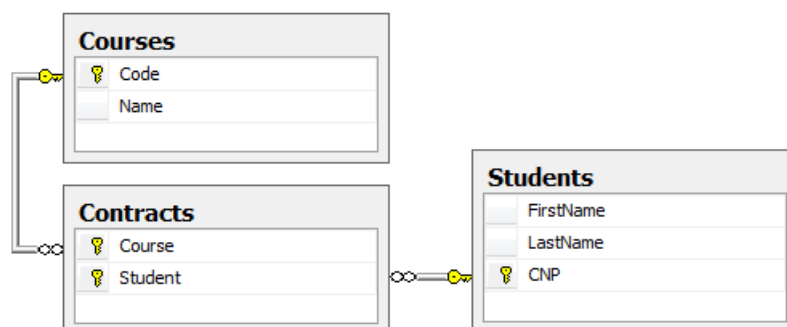 Courses
Code
Name
Contracts
Course
Student
Students
FirstName
LastName
CNP